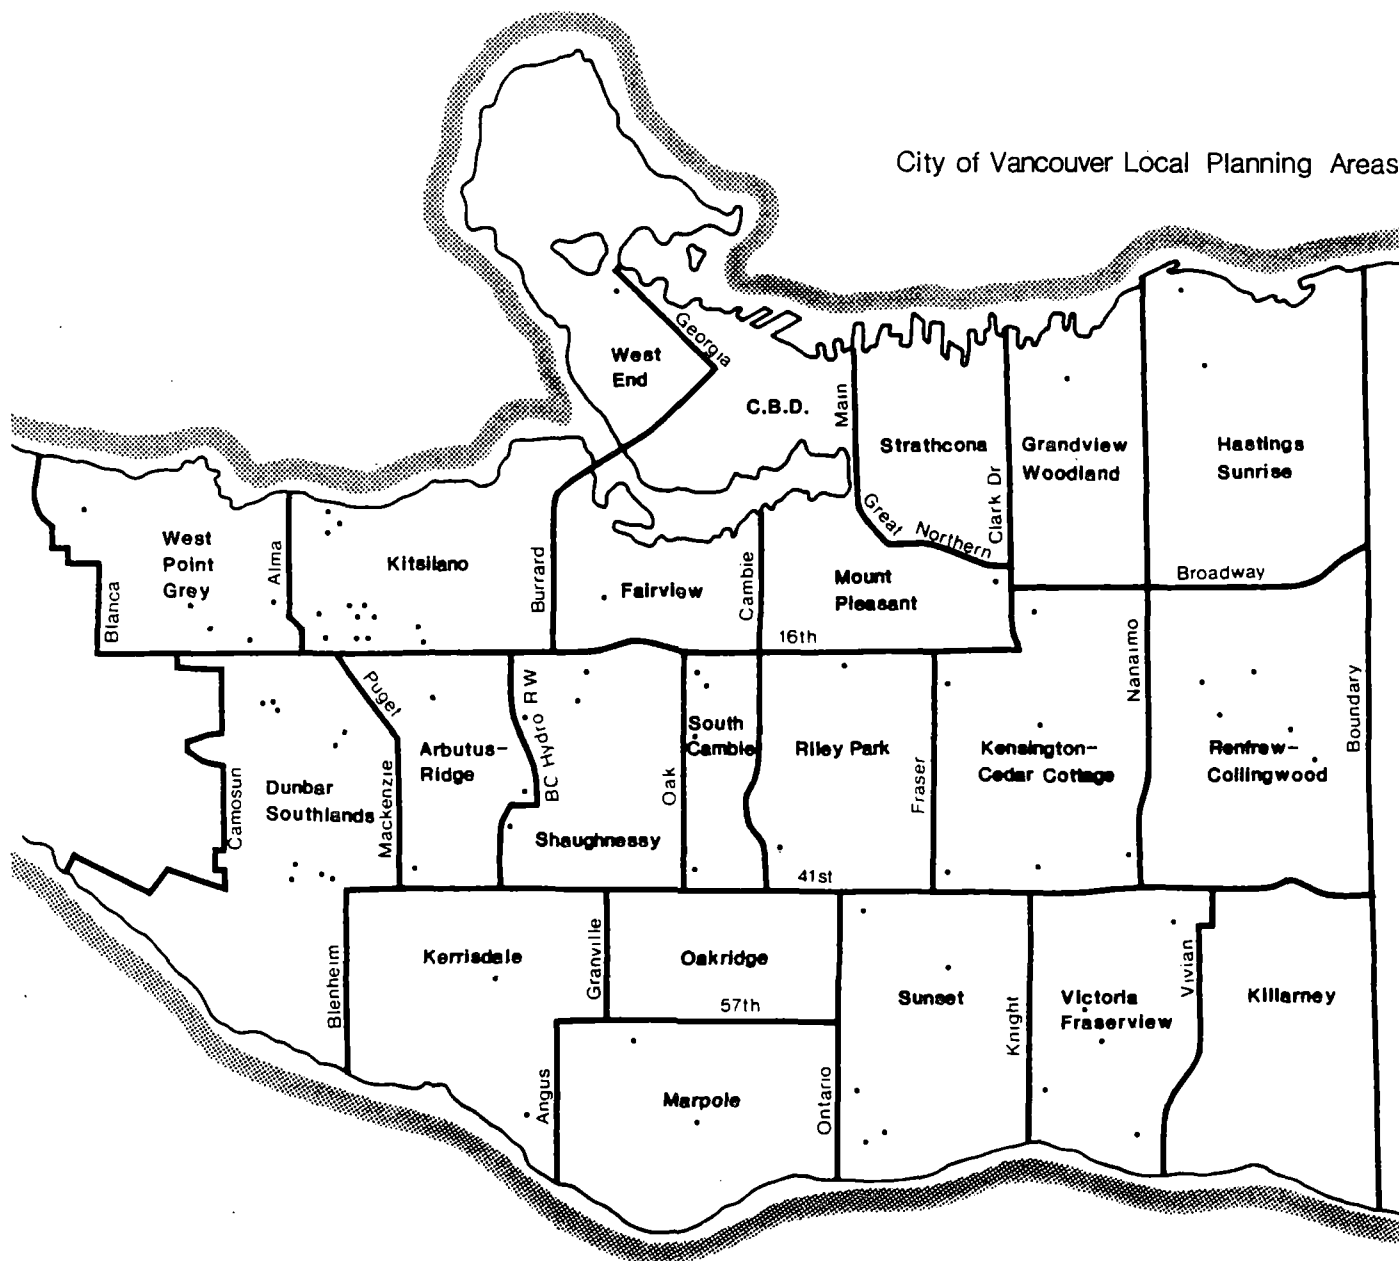 City of Vancouver Local Planning Areas
Georgia
West
End
C.B.D.
Main
Strathcona
Grandview
Woodland
Hastings
Sunrise
Clark Dr
Great Northern
West
Point
Grey
Alma
Kitsilano
Burrard
Fairview
Cambie
Mount
Pleasant
Broadway
Blanca
16th
Nanaimo
Puget
BC Hydro RW
Arbutus-
Ridge
South
Cambie
Riley Park
Kensington-
Cedar Cottage
Renfrew-
Collingwood
Boundary
Dunbar
Southlands
Camosun
Mackenzie
Oak
Fraser
Shaughnessy
41st
Blenheim
Kerrisdale
Granville
Oakridge
57th
Sunset
Knight
Victoria
Fraserview
Vivian
Killarney
Angus
Marpole
Ontario